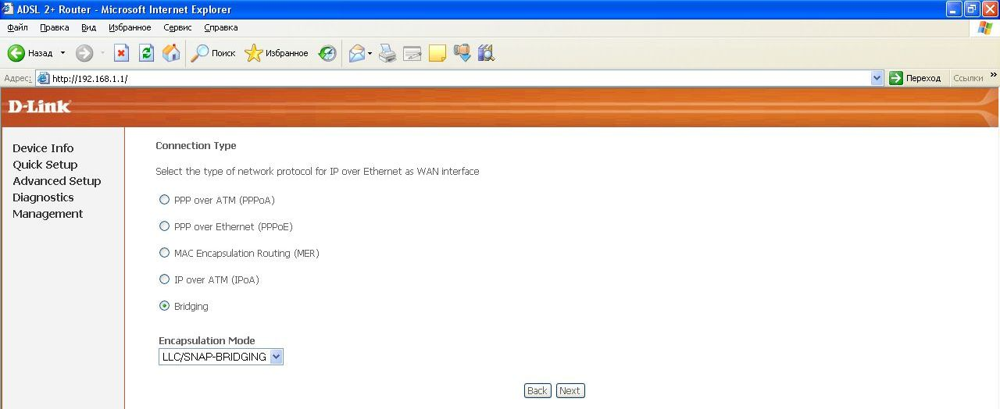 ADSL 2+ Router - Microsoft Internet Explorer
Файл Правка Вид Избранное Сервис Справка
Назад Поиск Избранное
Адрес: http://192.168.1.1/ Переход Ссылки »
D-Link
Device Info
Quick Setup
Advanced Setup
Diagnostics
Management
Connection Type
Select the type of network protocol for IP over Ethernet as WAN interface
PPP over ATM (PPPoA)
PPP over Ethernet (PPPoE)
MAC Encapsulation Routing (MER)
IP over ATM (IPoA)
Bridging
Encapsulation Mode
LLC/SNAP-BRIDGING
Back Next